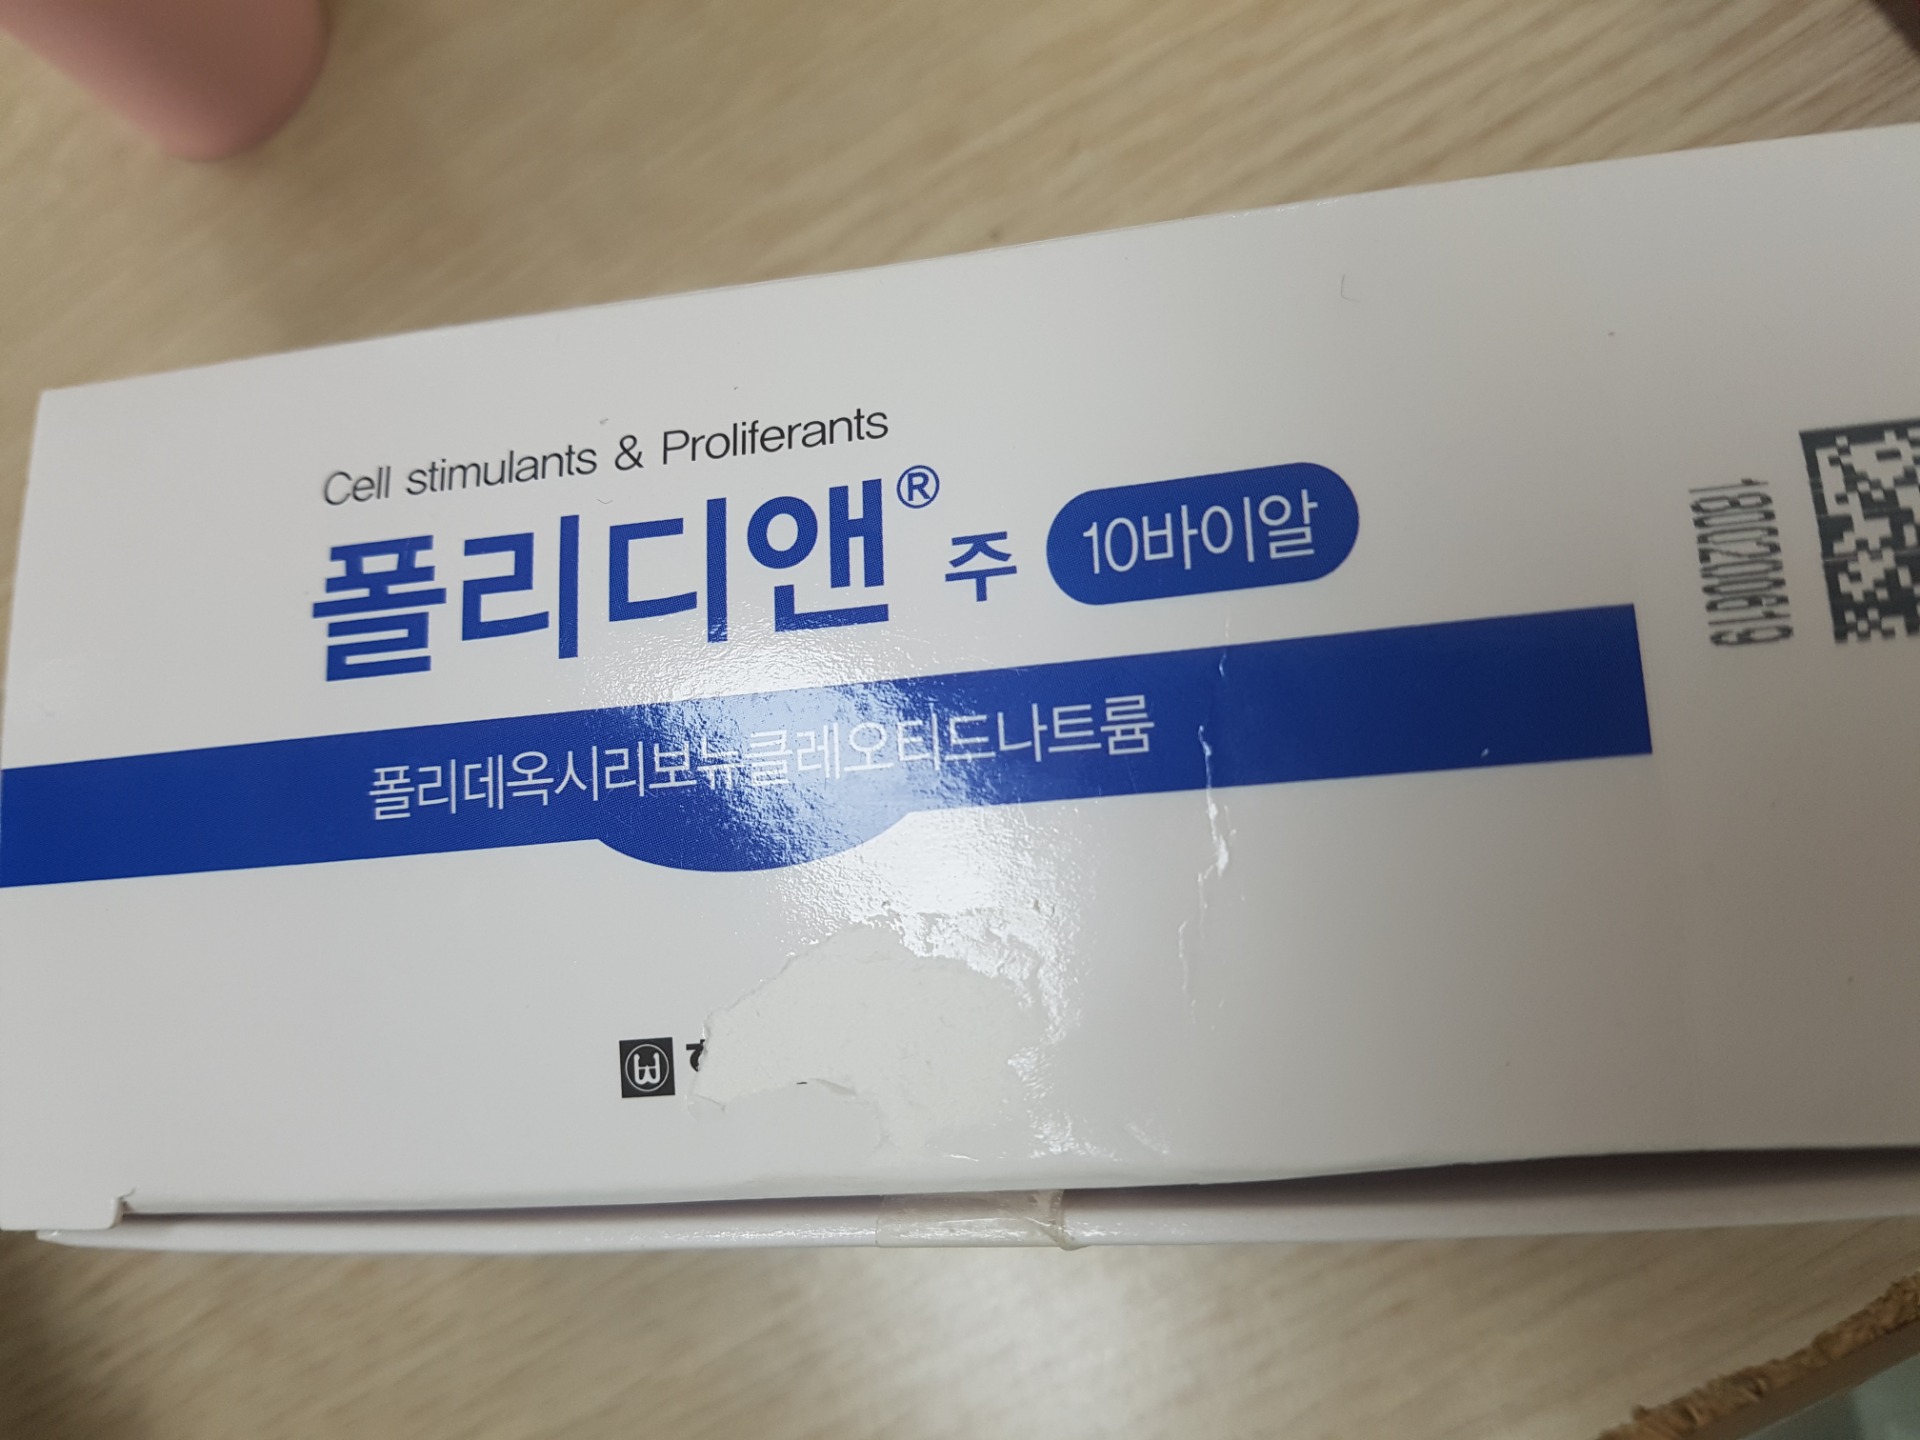 Cell stimulants & Proliferants
폴리디앤® 주 10바이알
폴리데옥시리보뉴클레오티드나트륨